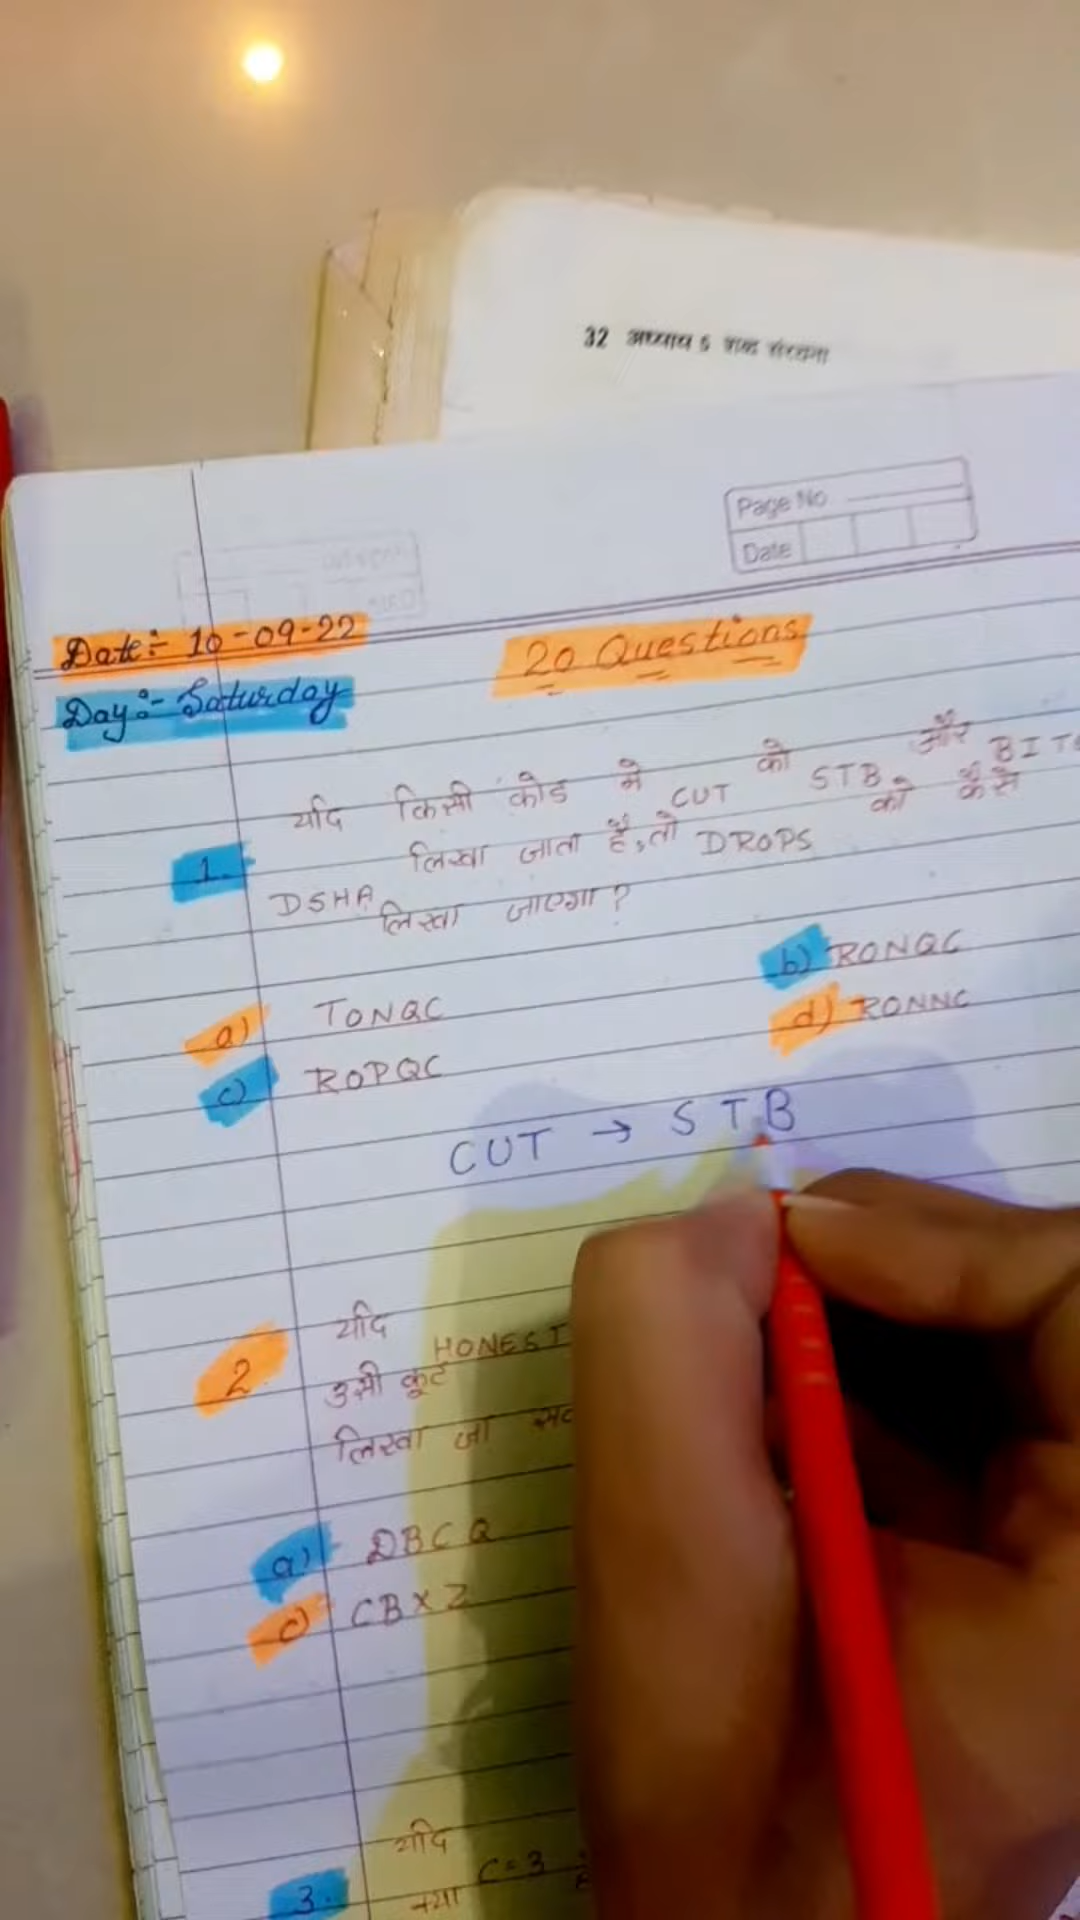 32 अध्याय 5 शब्द संरचना
Page No
Date
Date:- 10-09-22
20 Questions
Day:- Saturday
1. यदि किसी कोड मे CUT को STB और
DSHA लिखा जाता है, तो DROPS को कैसे
लिखा जाएगा?
a) TONQC
b) RONQC
c) ROPQC
d) RONNC
CUT → STB
2. यदि HONEST
उसी कूट
लिखा जा
a) DBCQ
c) CBXZ
3. यदि C=3
क्या